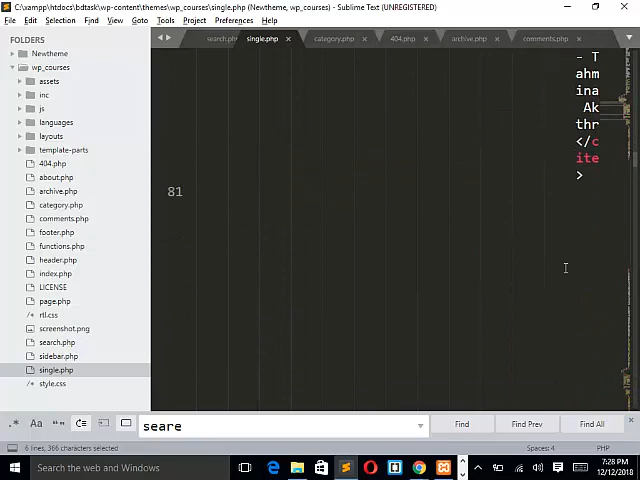 C:\xampp\htdocs\bdtask\wp-content\themes\wp_courses\single.php (Newtheme, wp_courses) - Sublime Text (UNREGISTERED)
File Edit Selection Find View Goto Tools Project Preferences Help
FOLDERS
Newtheme
wp_courses
assets
inc
js
languages
layouts
template-parts
404.php
about.php
archive.php
category.php
comments.php
footer.php
functions.php
header.php
index.php
LICENSE
page.php
rtl.css
screenshot.png
search.php
sidebar.php
single.php
style.css
search.ph single.php category.php 404.php archive.php comments.php
- T
ahm
ina
Ak
thr
</c
ite
>
81
.* Aa “” seare Find Find Prev Find All
6 lines, 366 characters selected Spaces: 4 PHP
Search the web and Windows 7:28 PM
12/12/2018